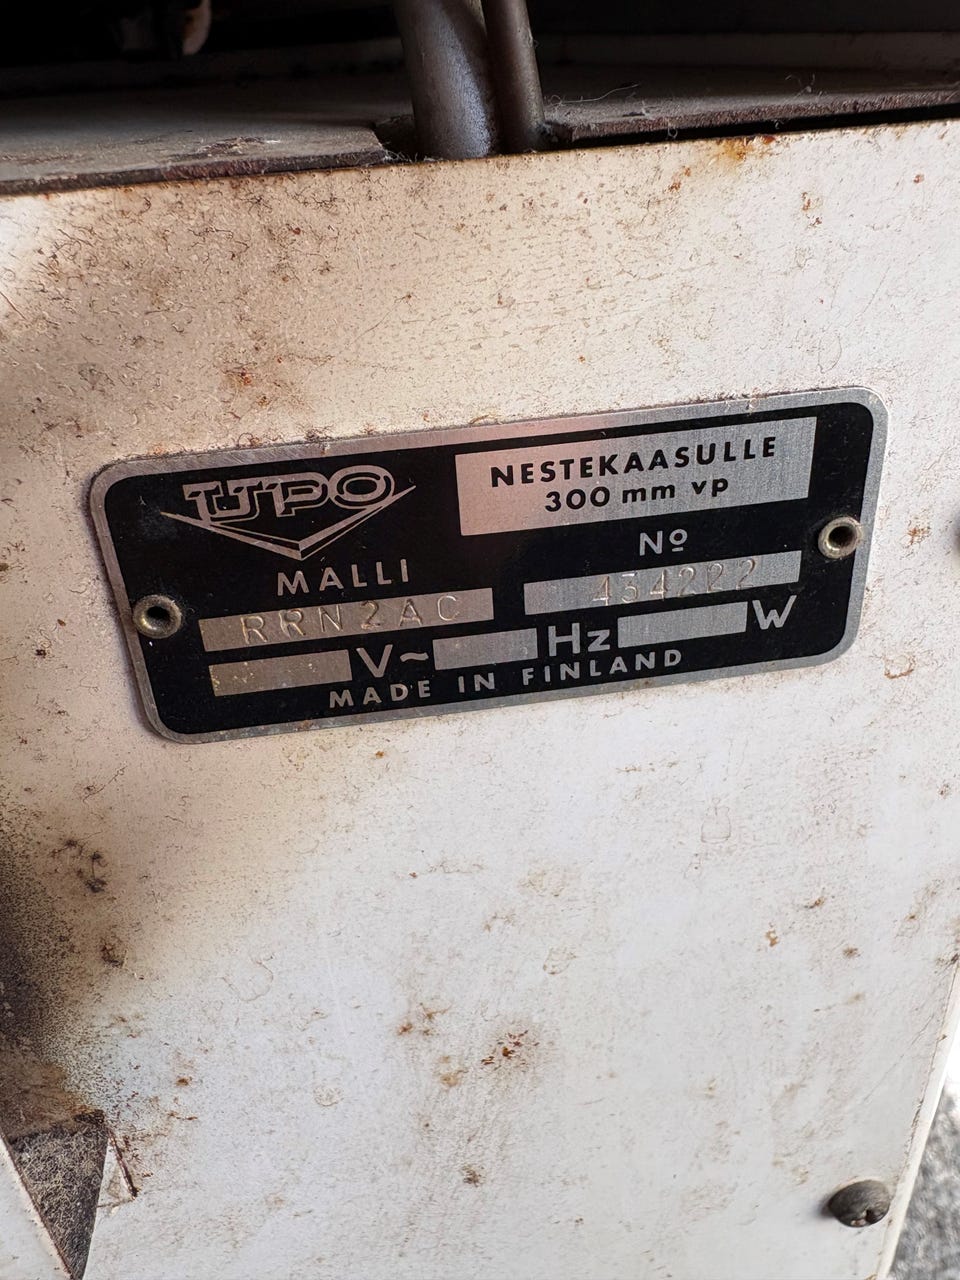 UPO
NESTEKAASULLE
300 mm vp
MALLI
Nº
RRN2AC
434222
V~ Hz W
MADE IN FINLAND